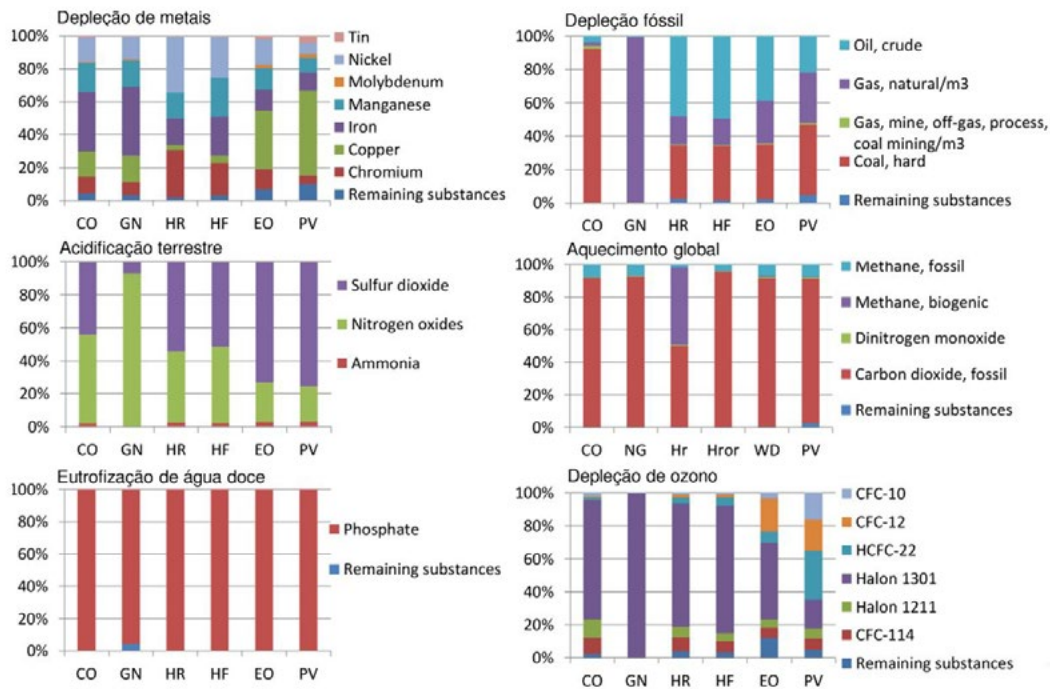 Depleção de metais
100%
80%
60%
40%
20%
0%
CO GN HR HF EO PV
Tin
Nickel
Molybdenum
Manganese
Iron
Copper
Chromium
Remaining substances
Depleção fóssil
100%
80%
60%
40%
20%
0%
CO GN HR HF EO PV
Oil, crude
Gas, natural/m3
Gas, mine, off-gas, process,
coal mining/m3
Coal, hard
Remaining substances
Acidificação terrestre
100%
80%
60%
40%
20%
0%
CO GN HR HF EO PV
Sulfur dioxide
Nitrogen oxides
Ammonia
Aquecimento global
100%
80%
60%
40%
20%
0%
CO NG Hr Hror WD PV
Methane, fossil
Methane, biogenic
Dinitrogen monoxide
Carbon dioxide, fossil
Remaining substances
Eutrofização de água doce
100%
80%
60%
40%
20%
0%
CO GN HR HF EO PV
Phosphate
Remaining substances
Depleção de ozono
100%
80%
60%
40%
20%
0%
CO GN HR HF EO PV
CFC-10
CFC-12
HCFC-22
Halon 1301
Halon 1211
CFC-114
Remaining substances